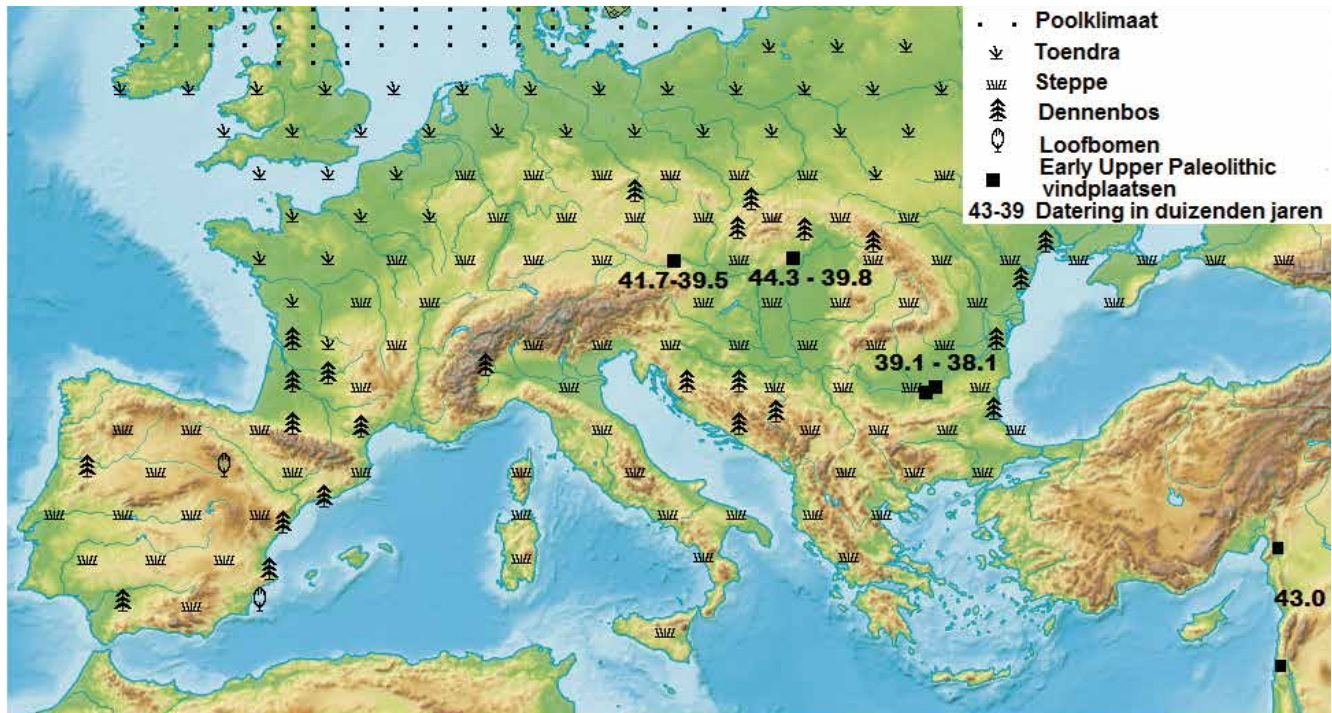 Poolklimaat
Toendra
Steppe
Dennenbos
Loofbomen
Early Upper Paleolithic
vindplaatsen
43-39 Datering in duizenden jaren
41.7-39.5
44.3 - 39.8
39.1 - 38.1
43.0